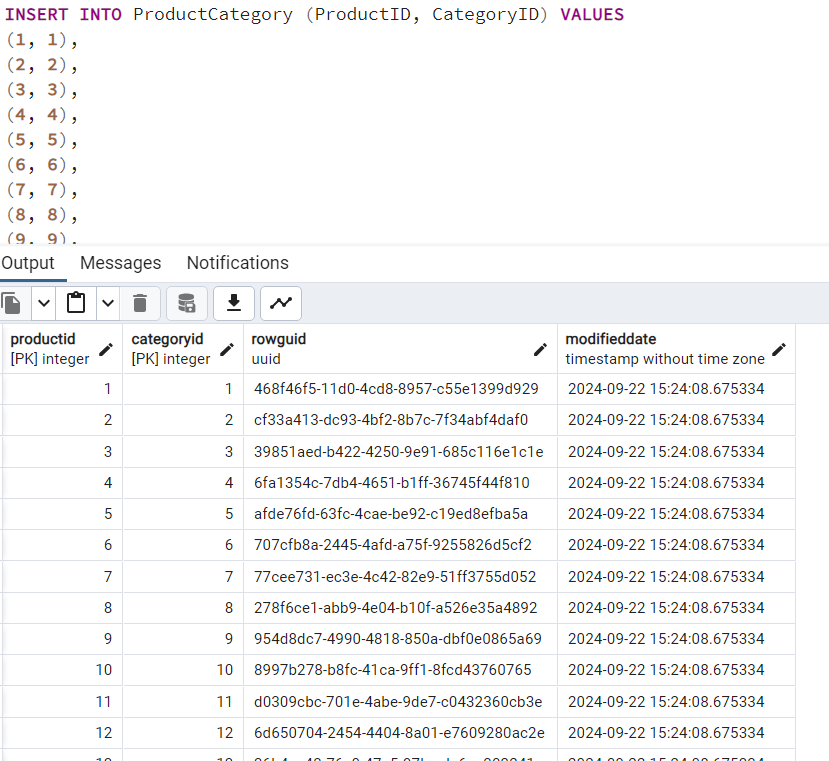 INSERT INTO ProductCategory (ProductID, CategoryID) VALUES
(1, 1),
(2, 2),
(3, 3),
(4, 4),
(5, 5),
(6, 6),
(7, 7),
(8, 8),
(9, 9),
Output Messages Notifications
productid categoryid rowguid modifieddate
[PK] integer [PK] integer uuid timestamp without time zone
1 1 468f46f5-11d0-4cd8-8957-c55e1399d929 2024-09-22 15:24:08.675334
2 2 cf33a413-dc93-4bf2-8b7c-7f34abf4daf0 2024-09-22 15:24:08.675334
3 3 39851aed-b422-4250-9e91-685c116e1c1e 2024-09-22 15:24:08.675334
4 4 6fa1354c-7db4-4651-b1ff-36745f44f810 2024-09-22 15:24:08.675334
5 5 afde76fd-63fc-4cae-be92-c19ed8efba5a 2024-09-22 15:24:08.675334
6 6 707cfb8a-2445-4afd-a75f-9255826d5cf2 2024-09-22 15:24:08.675334
7 7 77cee731-ec3e-4c42-82e9-51ff3755d052 2024-09-22 15:24:08.675334
8 8 278f6ce1-abb9-4e04-b10f-a526e35a4892 2024-09-22 15:24:08.675334
9 9 954d8dc7-4990-4818-850a-dbf0e0865a69 2024-09-22 15:24:08.675334
10 10 8997b278-b8fc-41ca-9ff1-8fcd43760765 2024-09-22 15:24:08.675334
11 11 d0309cbc-701e-4abe-9de7-c0432360cb3e 2024-09-22 15:24:08.675334
12 12 6d650704-2454-4404-8a01-e7609280ac2e 2024-09-22 15:24:08.675334